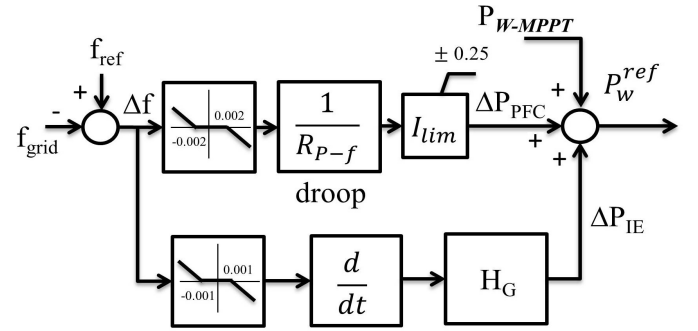 P_W-MPPT
f_ref
± 0.25
+
Δf
0.002
-0.002
1
R_P−f
I_lim
ΔP_PFC
+
P_w^ref
-
f_grid
+
+
droop
ΔP_IE
0.001
-0.001
d
dt
H_G